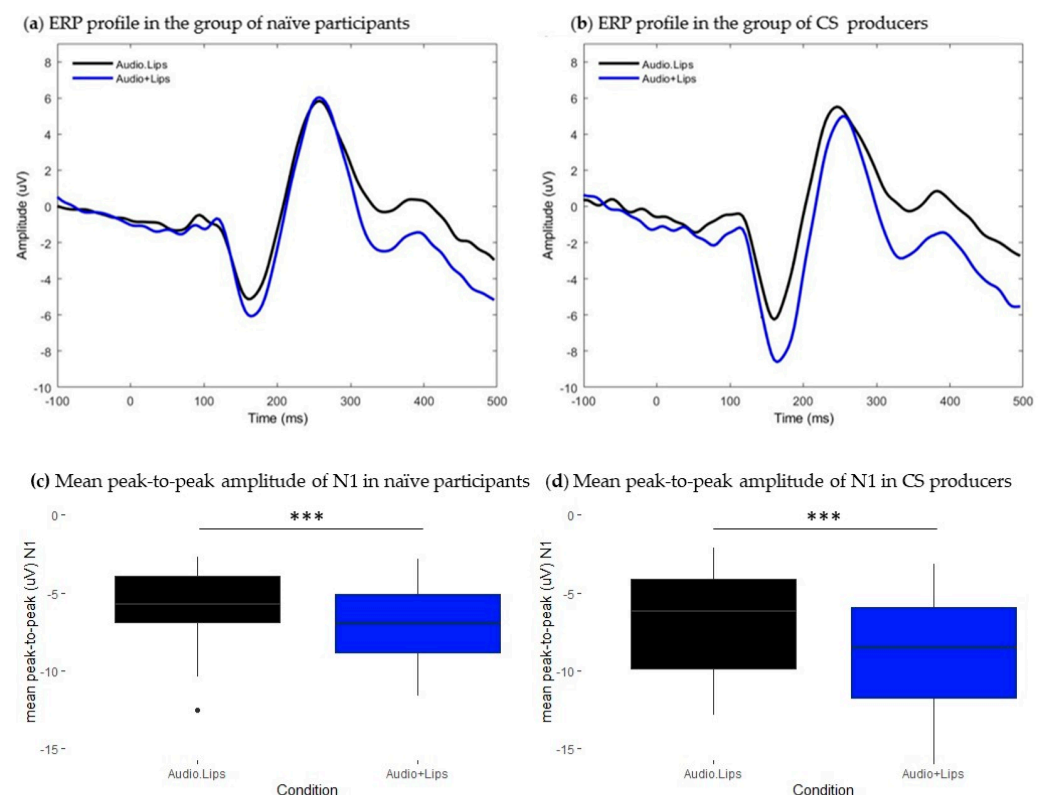 (a) ERP profile in the group of naïve participants
8
6
4
2
0
-2
-4
-6
-8
-10
Amplitude (uV)
Audio.Lips
Audio+Lips
-100 0 100 200 300 400 500
Time (ms)
(b) ERP profile in the group of CS producers
8
6
4
2
0
-2
-4
-6
-8
-10
Amplitude (uV)
Audio.Lips
Audio+Lips
-100 0 100 200 300 400 500
Time (ms)
(c) Mean peak-to-peak amplitude of N1 in naïve participants
0
-5
-10
-15
mean peak-to-peak (uV) N1
***
Audio.Lips Audio+Lips
Condition
(d) Mean peak-to-peak amplitude of N1 in CS producers
0
-5
-10
-15
mean peak-to-peak (uV) N1
***
Audio.Lips Audio+Lips
Condition